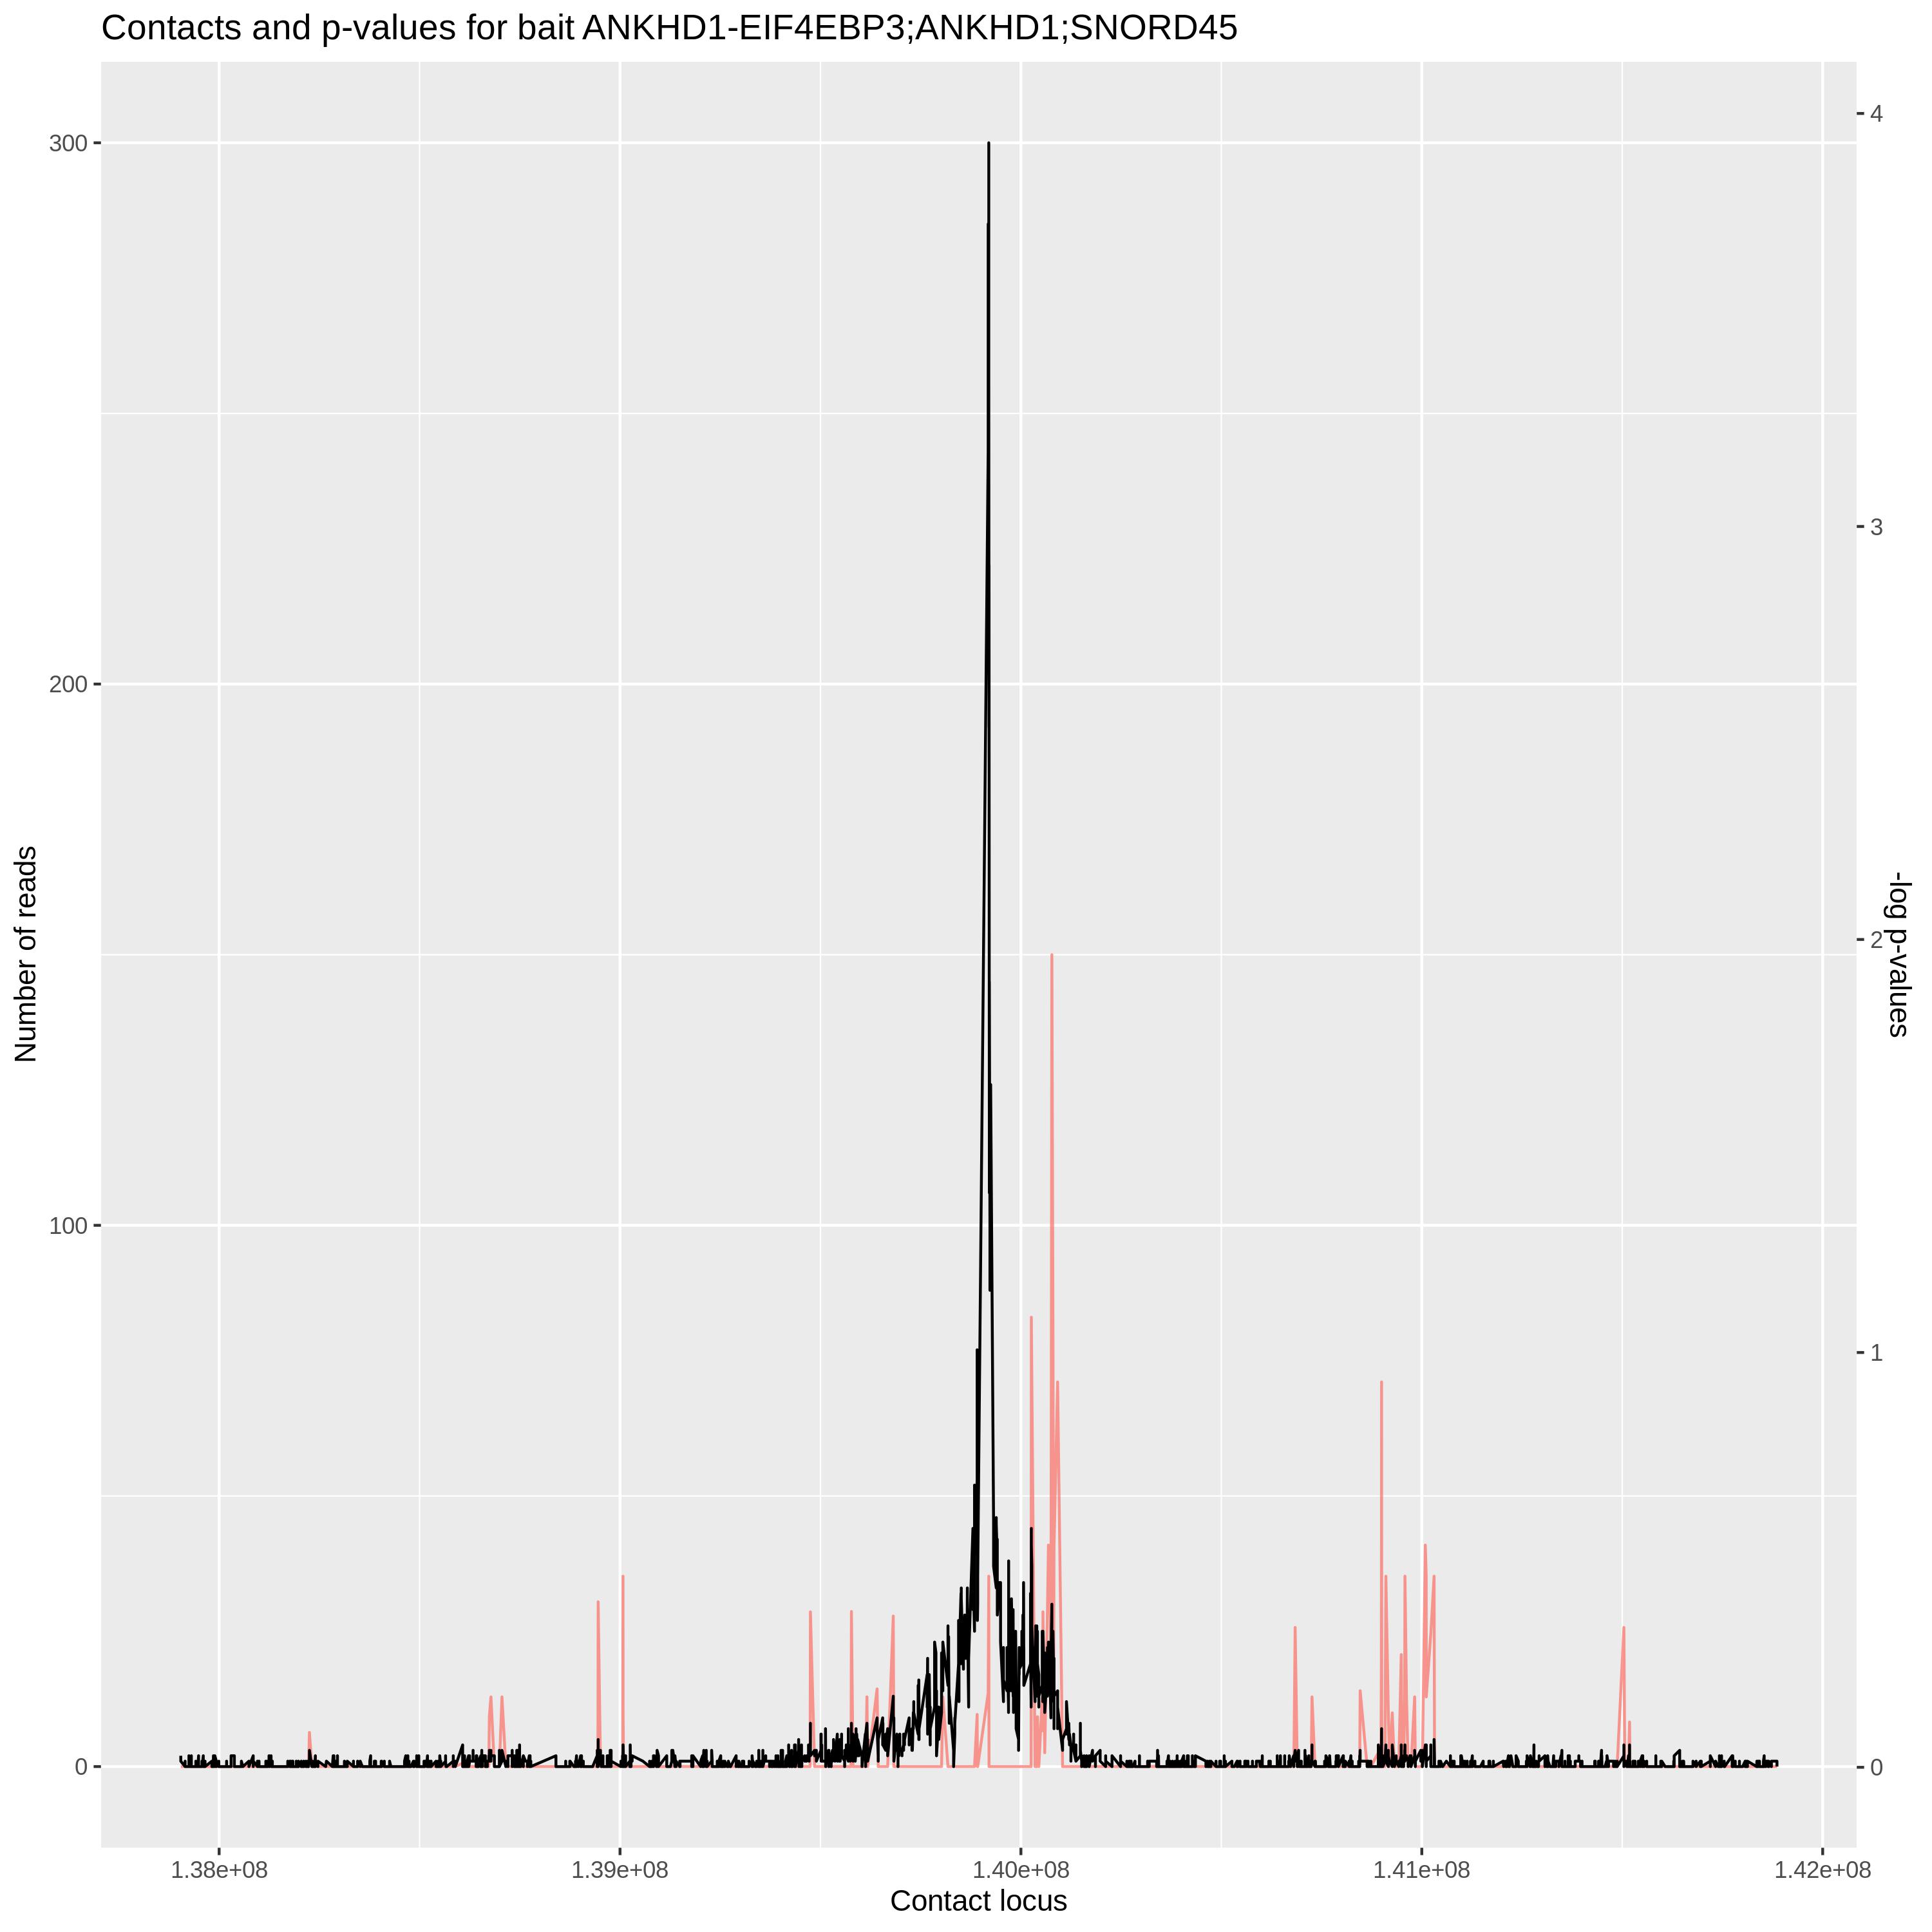 Contacts and p-values for bait ANKHD1-EIF4EBP3;ANKHD1;SNORD45
300
200
100
0
Number of reads
4
3
2
1
0
-log p-values
1.38e+08 1.39e+08 1.40e+08 1.41e+08 1.42e+08
Contact locus